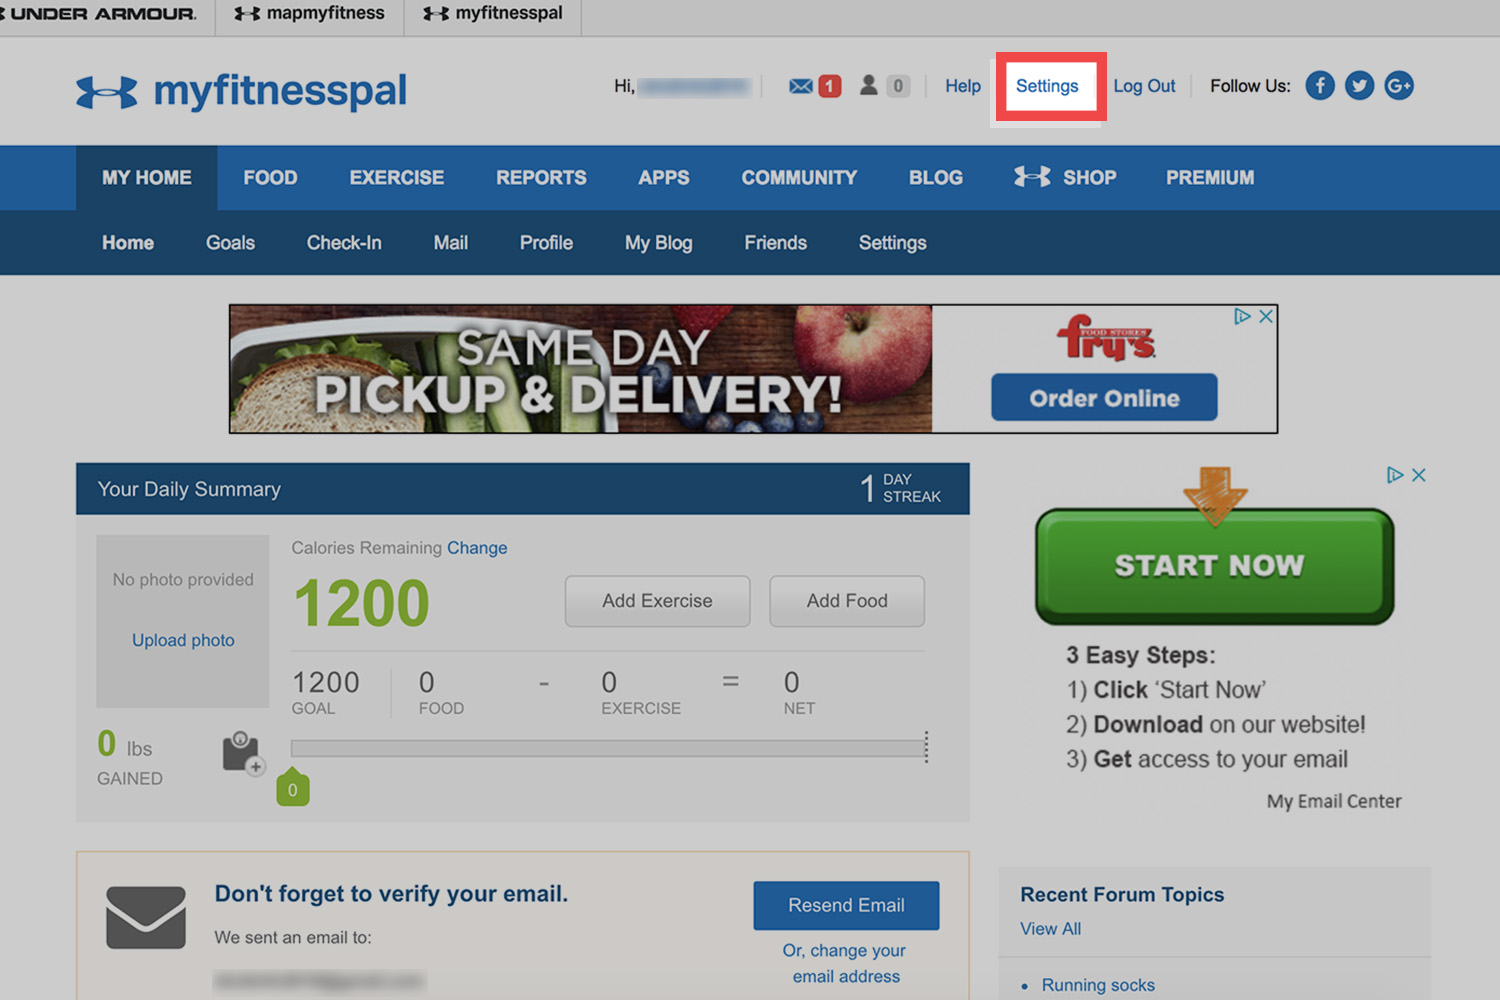 UNDER ARMOUR.
mapmyfitness
myfitnesspal
myfitnesspal
Hi,
1
0
Help
Settings
Log Out
Follow Us:
MY HOME
FOOD
EXERCISE
REPORTS
APPS
COMMUNITY
BLOG
SHOP
PREMIUM
Home
Goals
Check-In
Mail
Profile
My Blog
Friends
Settings
SAME DAY
PICKUP & DELIVERY!
FOOD STORES
fry's
Order Online
Your Daily Summary
1 DAY
STREAK
No photo provided
Upload photo
Calories Remaining Change
1200
Add Exercise
Add Food
1200
GOAL
0
FOOD
-
0
EXERCISE
=
0
NET
0 lbs
GAINED
0
START NOW
3 Easy Steps:
1) Click ‘Start Now’
2) Download on our website!
3) Get access to your email
My Email Center
Don't forget to verify your email.
We sent an email to:
Resend Email
Or, change your
email address
Recent Forum Topics
View All
• Running socks